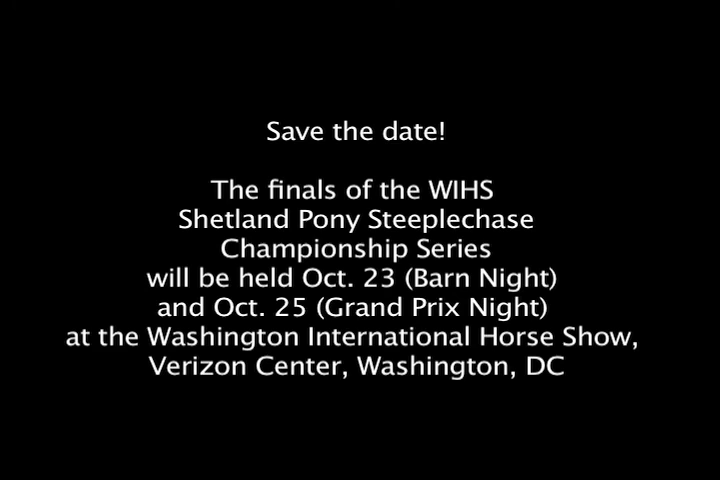 Save the date!
The finals of the WIHS
Shetland Pony Steeplechase
Championship Series
will be held Oct. 23 (Barn Night)
and Oct. 25 (Grand Prix Night)
at the Washington International Horse Show,
Verizon Center, Washington, DC